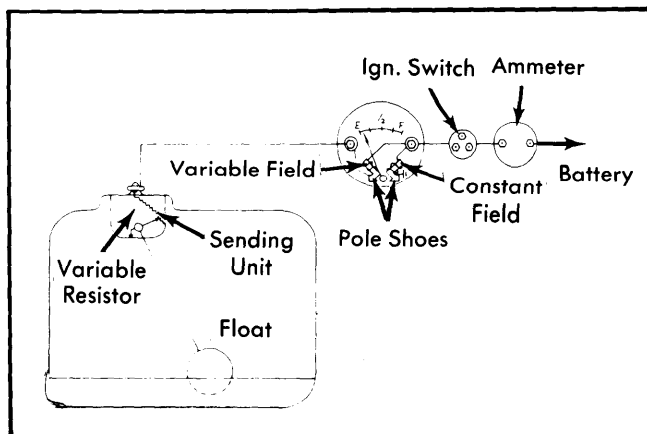 Ign. Switch
Ammeter
E 1/2 F
Variable Field
Battery
Constant
Field
Pole Shoes
Sending
Unit
Variable
Resistor
Float